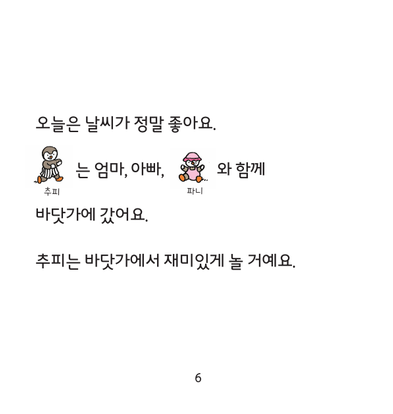 오늘은 날씨가 정말 좋아요.
는 엄마, 아빠, 와 함께
추피 파니
바닷가에 갔어요.
추피는 바닷가에서 재미있게 놀 거예요.
6